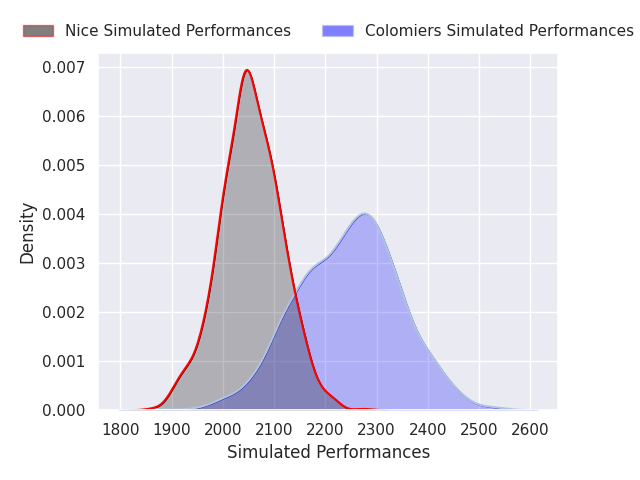 Nice Simulated Performances
Colomiers Simulated Performances
0.007
0.006
0.005
0.004
0.003
0.002
0.001
0.000
Density
1800 1900 2000 2100 2200 2300 2400 2500 2600
Simulated Performances